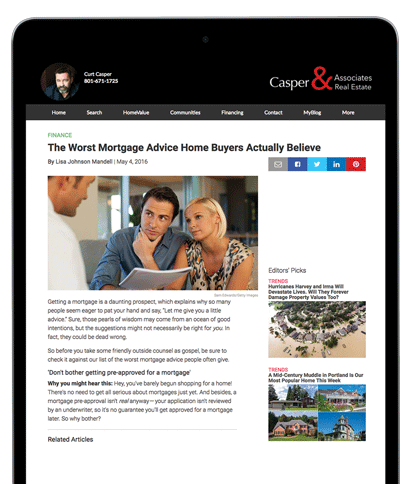 Curt Casper
801-671-1725
Casper & Associates
Real Estate
Home Search HomeValue Communities Financing Contact MyBlog More
FINANCE
The Worst Mortgage Advice Home Buyers Actually Believe
By Lisa Johnson Mandell | May 4, 2016
Getting a mortgage is a daunting prospect, which explains why so many
people seem eager to pat your hand and say, "Let me give you a little
advice." Sure, those pearls of wisdom may come from an ocean of good
intentions, but the suggestions might not necessarily be right for you. In
fact, they could be dead wrong.
So before you take some friendly outside counsel as gospel, be sure to
check it against our list of the worst mortgage advice people often give.
'Don't bother getting pre-approved for a mortgage'
Why you might hear this: Hey, you've barely begun shopping for a home!
There's no need to get all serious about mortgages just yet. And besides, a
mortgage pre-approval isn't real anyway—your application isn't reviewed
by an underwriter, so it's no guarantee you'll get approved for a mortgage
later. So why bother?
Related Articles
Editors' Picks
TRENDS
Hurricanes Harvey and Irma Will
Devastate Lives. Will They Forever
Damage Property Values Too?
TRENDS
A Mid-Century Muddle in Portland Is Our
Most Popular Home This Week